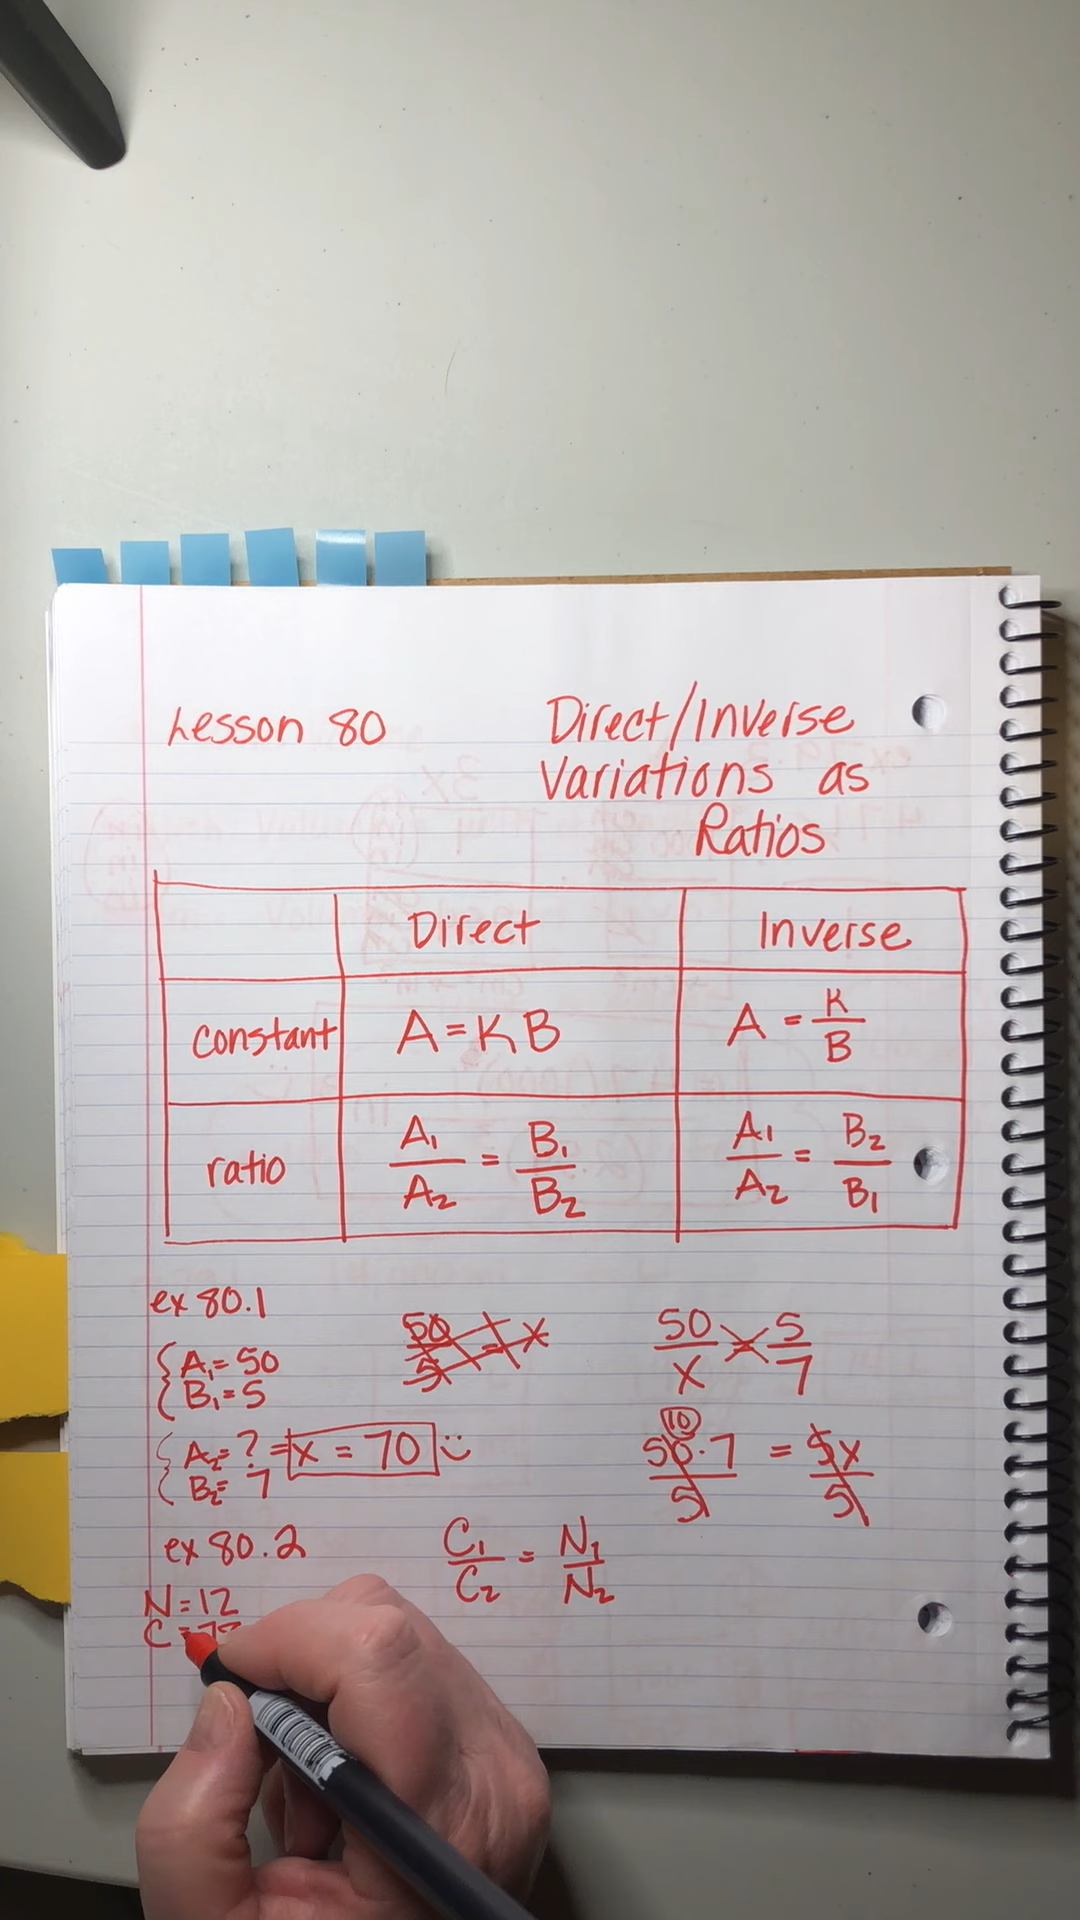 Lesson 80
Direct/Inverse
Variations as
Ratios
Direct Inverse
constant A = KB A = K/B
ratio A₁/A₂ = B₁/B₂ A₁/A₂ = B₂/B₁
ex 80.1
A₁ = 50
B₁ = 5
50/5 = x
50/x = 5/7
A₂ = ? = x = 70
B₂ = 7
10
50·7/5 = 5x/5
ex 80.2
C₁/C₂ = N₁/N₂
N = 12
C =